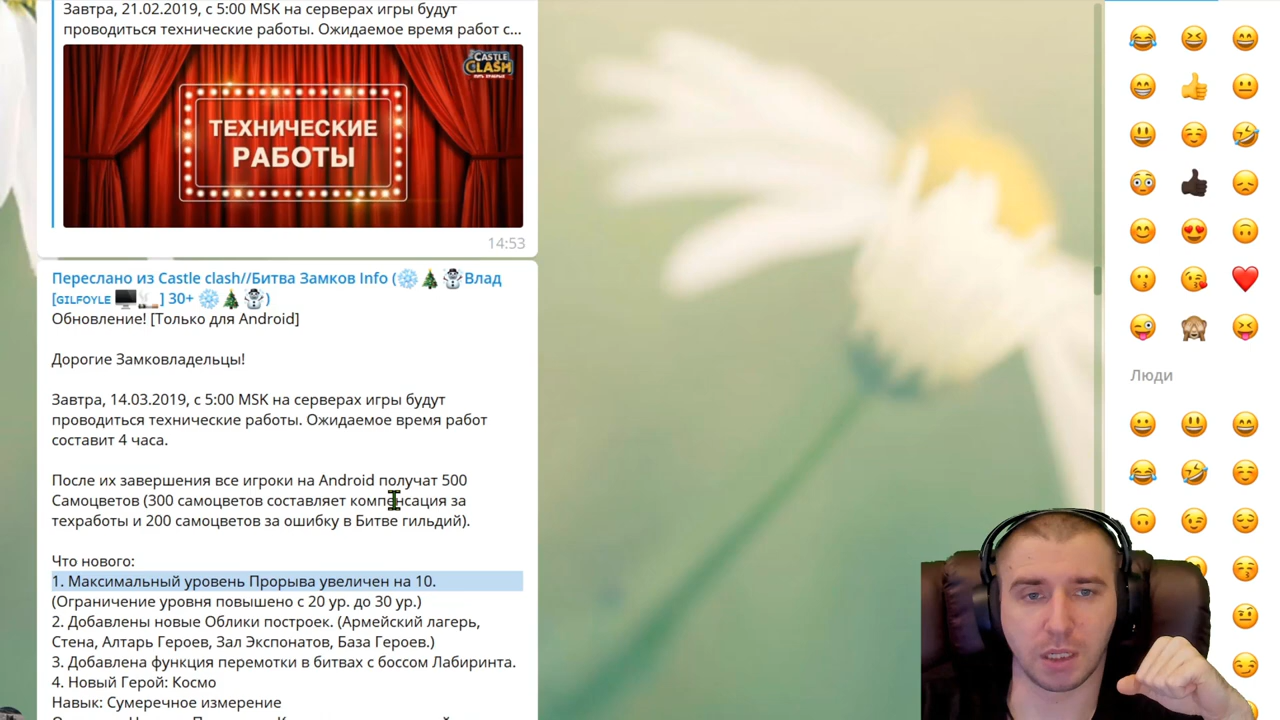 Завтра, 21.02.2019, с 5:00 MSK на серверах игры будут
проводиться технические работы. Ожидаемое время работ с...
CASTLE
CLASH
ТЕХНИЧЕСКИЕ
РАБОТЫ
14:53
Переслано из Castle clash//Битва Замков Info (❄️🎄⛄Влад
[ɢɪʟғᴏʏʟᴇ 🖥️🚬] 30+ ❄️🎄⛄)
Обновление! [Только для Android]
Дорогие Замковладельцы!
Завтра, 14.03.2019, с 5:00 MSK на серверах игры будут
проводиться технические работы. Ожидаемое время работ
составит 4 часа.
После их завершения все игроки на Android получат 500
Самоцветов (300 самоцветов составляет компенсация за
техработы и 200 самоцветов за ошибку в Битве гильдий).
Что нового:
1. Максимальный уровень Прорыва увеличен на 10.
(Ограничение уровня повышено с 20 ур. до 30 ур.)
2. Добавлены новые Облики построек. (Армейский лагерь,
Стена, Алтарь Героев, Зал Экспонатов, База Героев.)
3. Добавлена функция перемотки в битвах с боссом Лабиринта.
4. Новый Герой: Космо
Навык: Сумеречное измерение
Люди